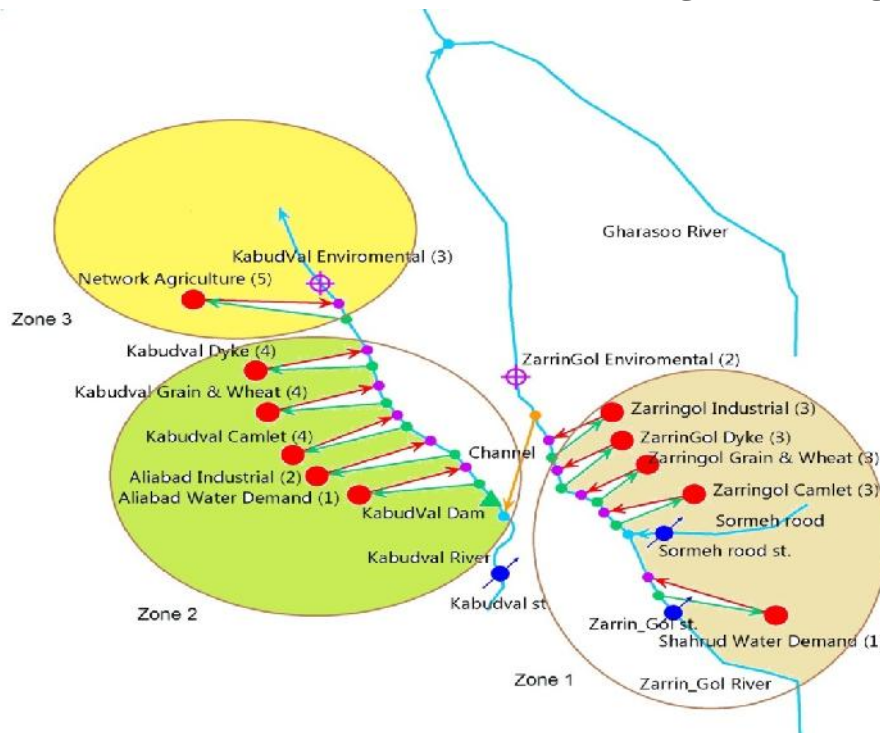 Gharasoo River
KabudVal Enviromental (3)
Network Agriculture (5)
Zone 3
Kabudval Dyke (4)
ZarrinGol Enviromental (2)
Kabudval Grain & Wheat (4)
Zarringol Industrial (3)
Kabudval Camlet (4)
ZarrinGol Dyke (3)
Channel
Zarringol Grain & Wheat (3)
Aliabad Industrial (2)
Zarringol Camlet (3)
Aliabad Water Demand (1)
KabudVal Dam
Sormeh rood
Sormeh rood st.
Kabudval River
Kabudval st.
Zone 2
Zarrin_Gol st.
Shahrud Water Demand (1
Zone 1
Zarrin_Gol River